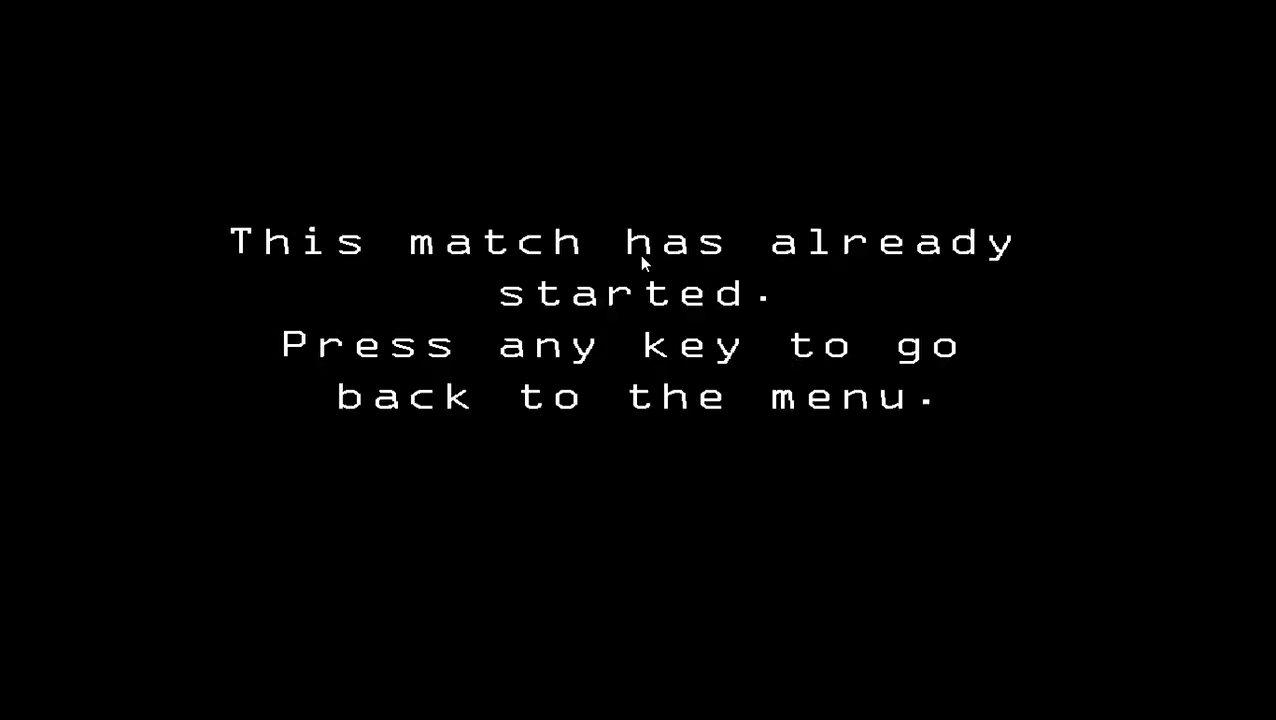 This match has already
started.
Press any key to go
back to the menu.